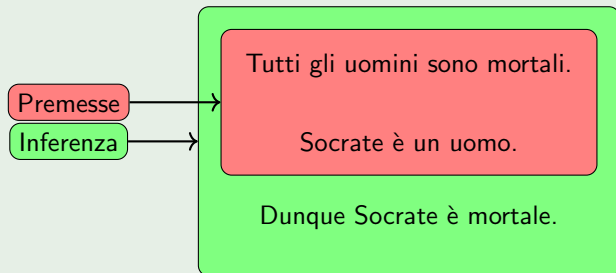 Tutti gli uomini sono mortali.
Premesse
Inferenza
Socrate è un uomo.
Dunque Socrate è mortale.